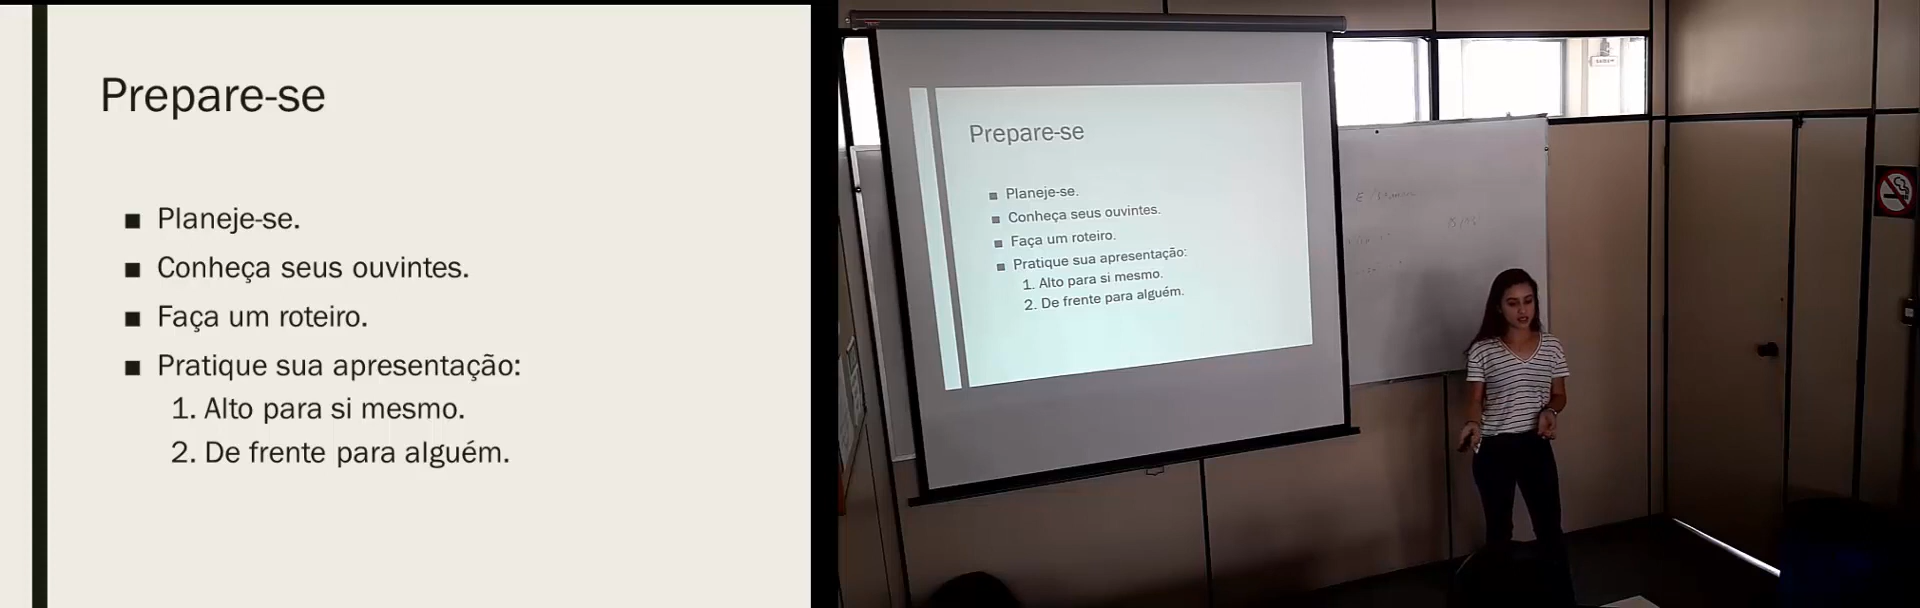 Prepare-se
■ Planeje-se.
■ Conheça seus ouvintes.
■ Faça um roteiro.
■ Pratique sua apresentação:
1. Alto para si mesmo.
2. De frente para alguém.
Prepare-se
■ Planeje-se.
■ Conheça seus ouvintes.
■ Faça um roteiro.
■ Pratique sua apresentação:
1. Alto para si mesmo.
2. De frente para alguém.